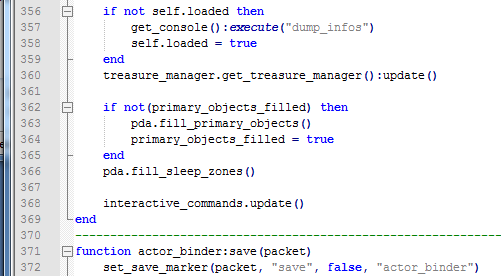 356 if not self.loaded then
357 get_console():execute("dump_infos")
358 self.loaded = true
359 end
360 treasure_manager.get_treasure_manager():update()
361
362 if not(primary_objects_filled) then
363 pda.fill_primary_objects()
364 primary_objects_filled = true
365 end
366 pda.fill_sleep_zones()
367
368 interactive_commands.update()
369 end
370 --------------------------------------------------------------
371 function actor_binder:save(packet)
372 set_save_marker(packet, "save", false, "actor_binder")